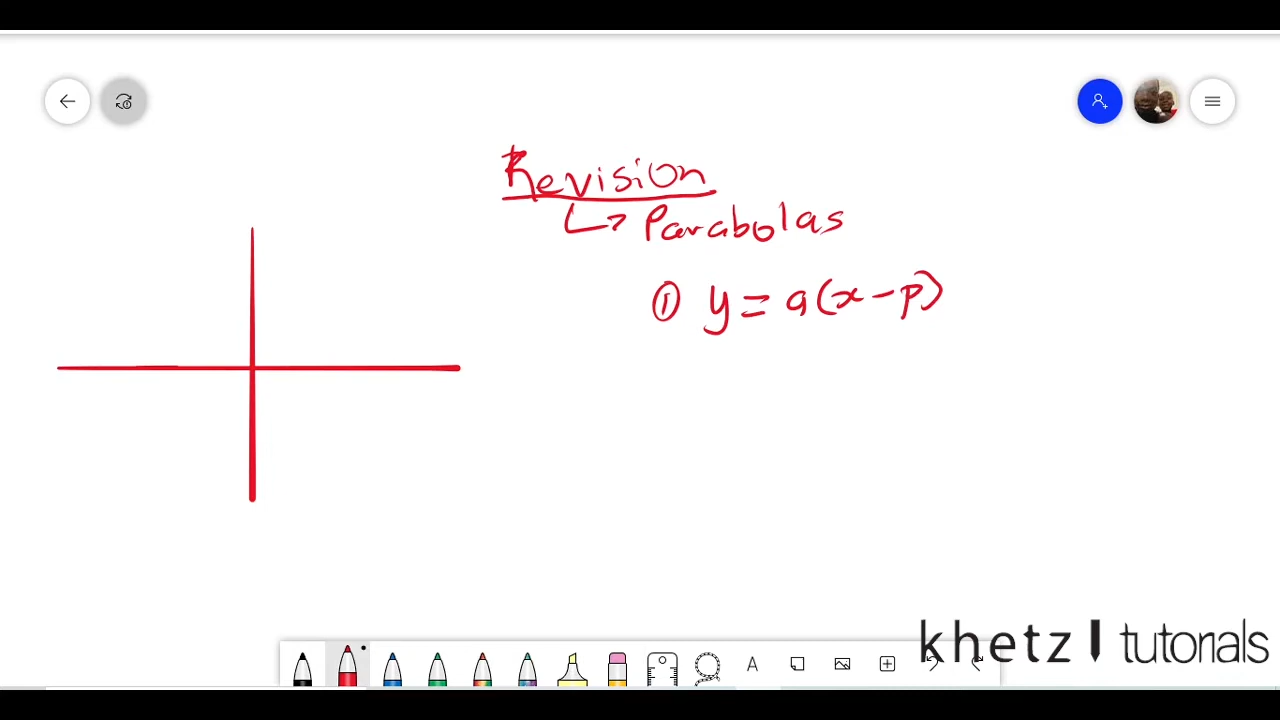 Revision
↳ Parabolas
① y = a(x-p)
khetz tutorials